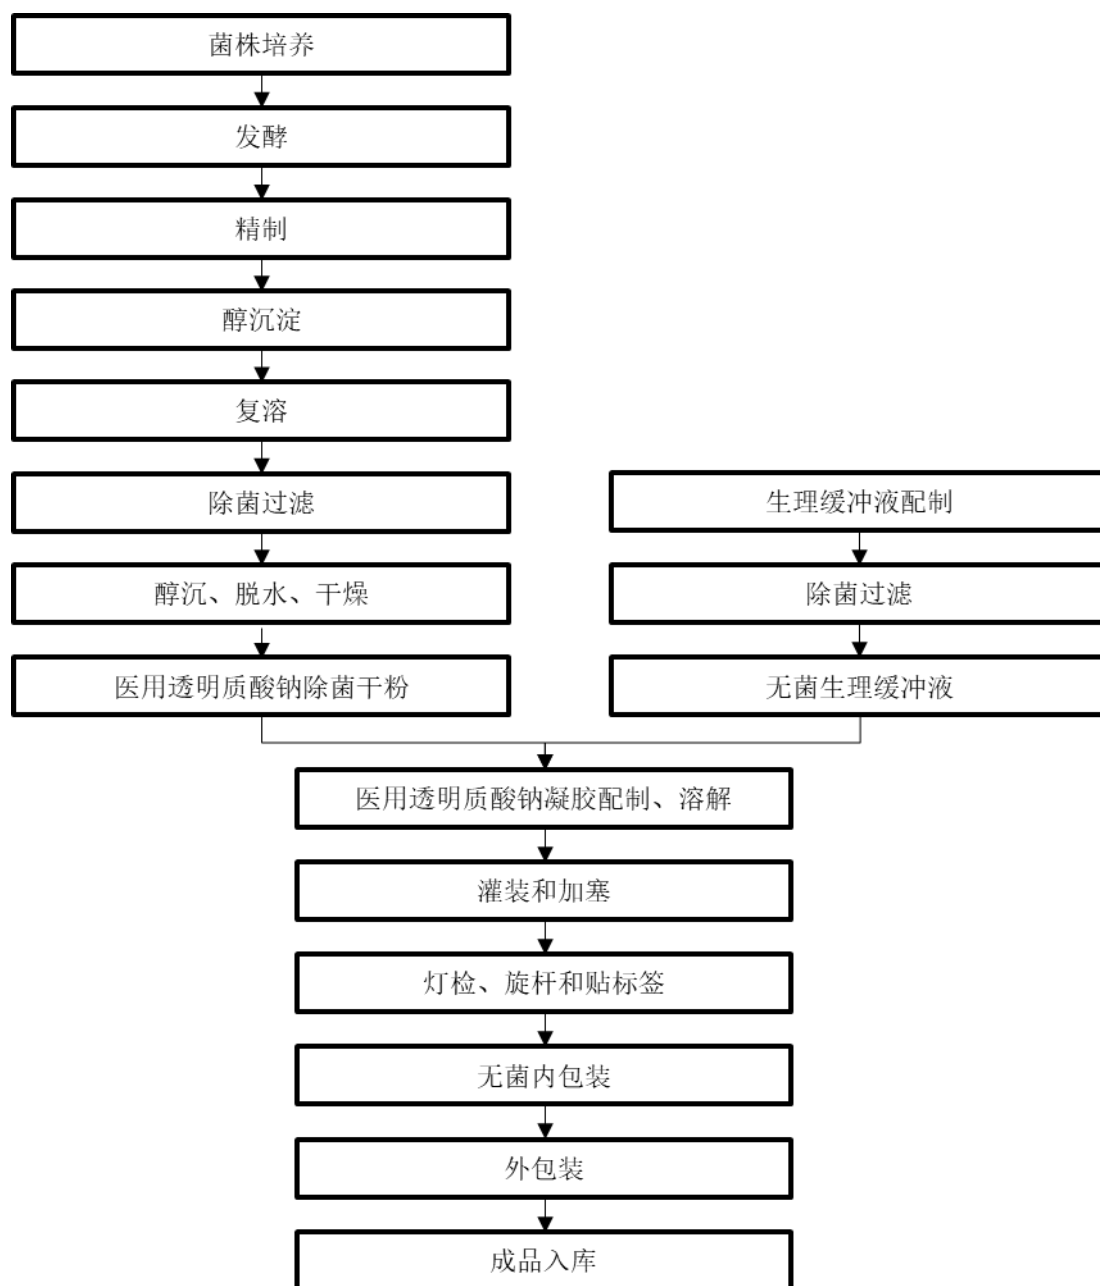 菌株培养
发酵
精制
醇沉淀
复溶
除菌过滤
醇沉、脱水、干燥
医用透明质酸钠除菌干粉
生理缓冲液配制
除菌过滤
无菌生理缓冲液
医用透明质酸钠凝胶配制、溶解
灌装和加塞
灯检、旋杆和贴标签
无菌内包装
外包装
成品入库